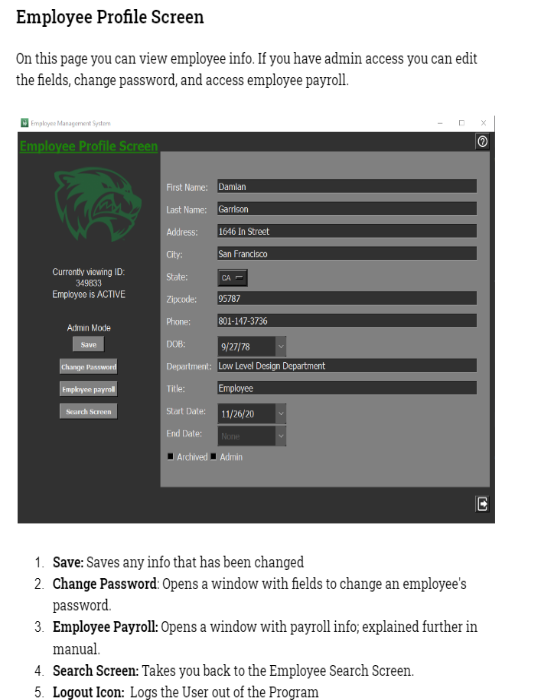 Employee Profile Screen
On this page you can view employee info. If you have admin access you can edit
the fields, change password, and access employee payroll.
Employee Management System
Employee Profile Screen
First Name: Damian
Last Name: Garrison
Address: 1646 In Street
City: San Francisco
Currently viewing ID:
349833
Employee is ACTIVE
State: CA
Zipcode: 95787
Phone: 801-147-3736
Admin Mode
Save
DOB: 9/27/78
Change Password
Department: Low Level Design Department
Employee payroll
Title: Employee
Search Screen
Start Date: 11/26/20
End Date: None
Archived Admin
1. Save: Saves any info that has been changed
2. Change Password: Opens a window with fields to change an employee's
password.
3. Employee Payroll: Opens a window with payroll info; explained further in
manual.
4. Search Screen: Takes you back to the Employee Search Screen.
5. Logout Icon: Logs the User out of the Program